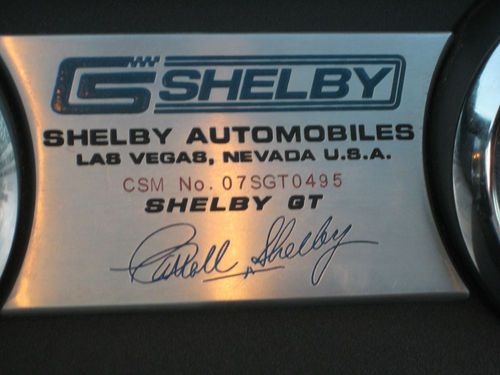 CS SHELBY
SHELBY AUTOMOBILES
LAS VEGAS, NEVADA U.S.A.
CSM No. 07SGT0495
SHELBY GT
Carroll Shelby